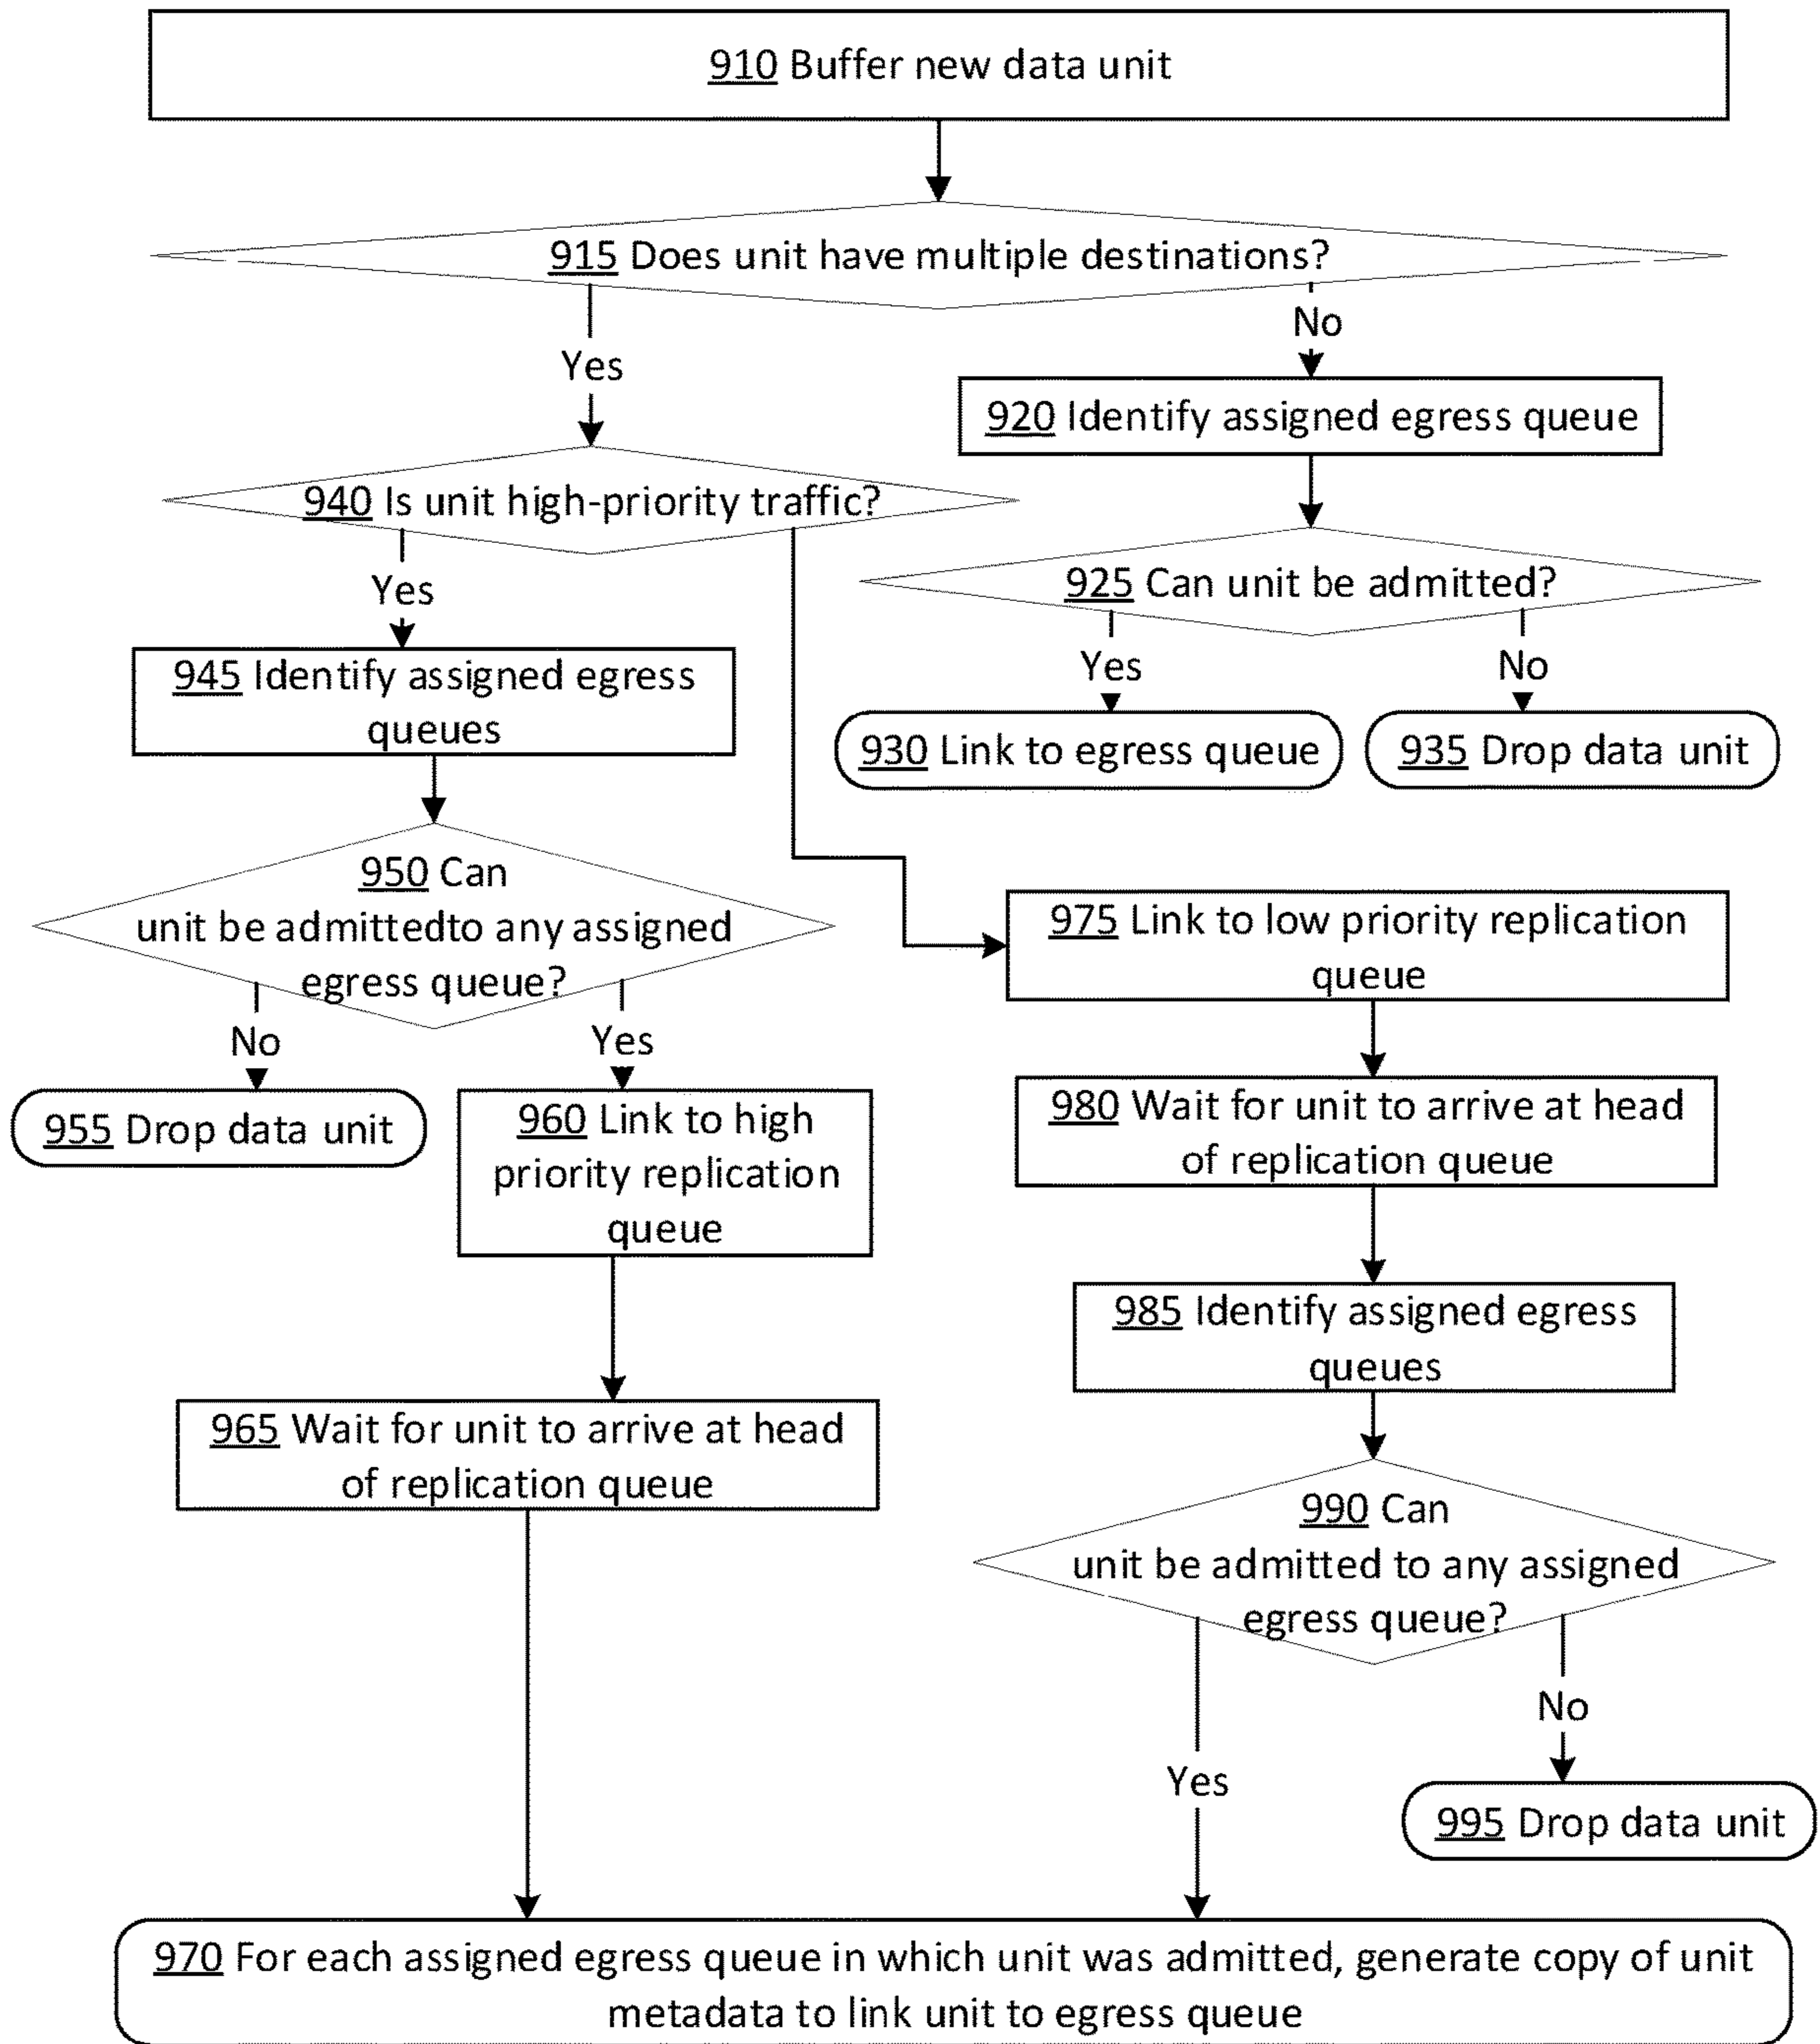 910 Buffer new data unit
915 Does unit have multiple destinations?
No
Yes
920 Identify assigned egress queue
940 Is unit high-priority traffic?
925 Can unit be admitted?
Yes
Yes
No
945 Identify assigned egress
queues
930 Link to egress queue
935 Drop data unit
950 Can
unit be admittedto any assigned
egress queue?
975 Link to low priority replication
queue
No
Yes
955 Drop data unit
960 Link to high
priority replication
queue
980 Wait for unit to arrive at head
of replication queue
985 Identify assigned egress
queues
965 Wait for unit to arrive at head
of replication queue
990 Can
unit be admitted to any assigned
egress queue?
No
Yes
995 Drop data unit
970 For each assigned egress queue in which unit was admitted, generate copy of unit
metadata to link unit to egress queue